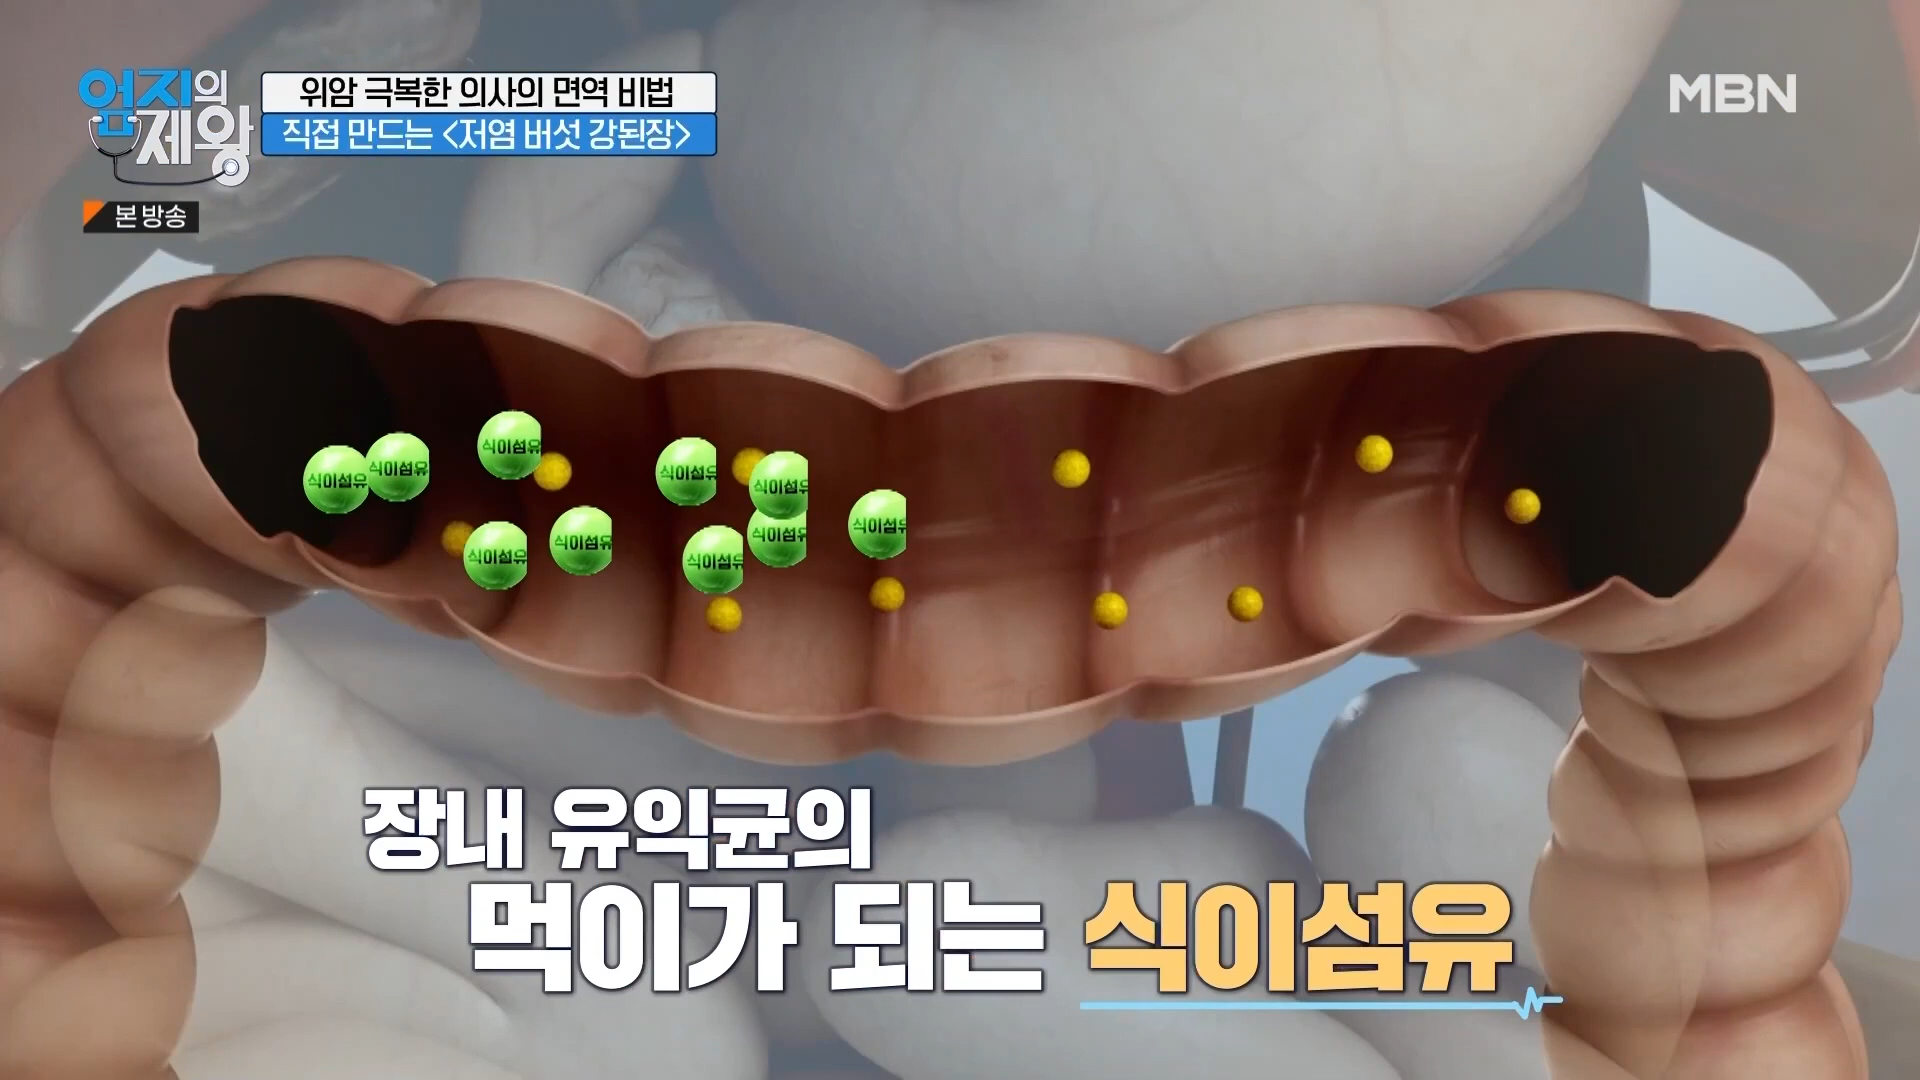 엄지의
제왕
위암 극복한 의사의 면역 비법
직접 만드는 <저염 버섯 강된장>
MBN
본 방송
식이섬유
식이섬유
식이섬유
식이섬유
식이섬유
식이섬유
식이섬유
식이섬유
식이섬유
식이섬유
장내 유익균의
먹이가 되는 식이섬유